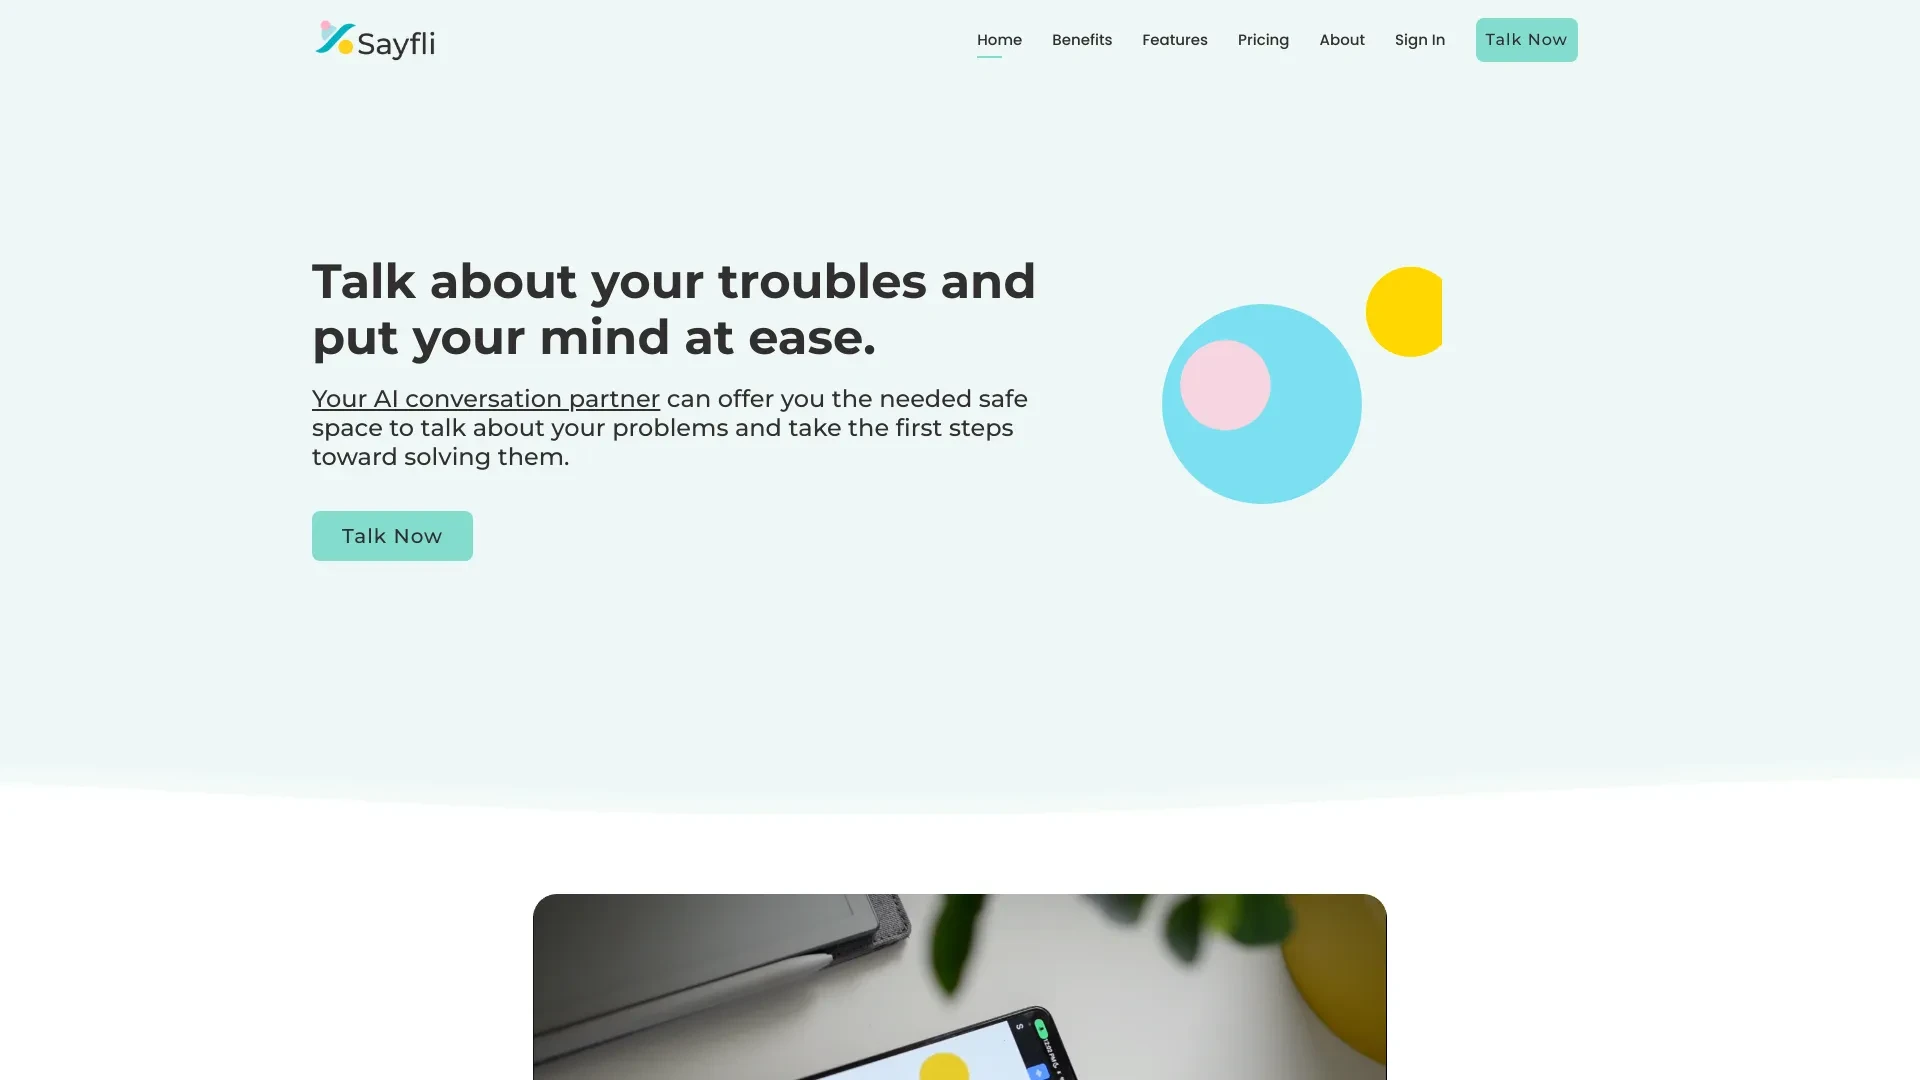 Sayfli
Home
Benefits
Features
Pricing
About
Sign In
Talk Now
Talk about your troubles and
put your mind at ease.
Your AI conversation partner can offer you the needed safe
space to talk about your problems and take the first steps
toward solving them.
Talk Now